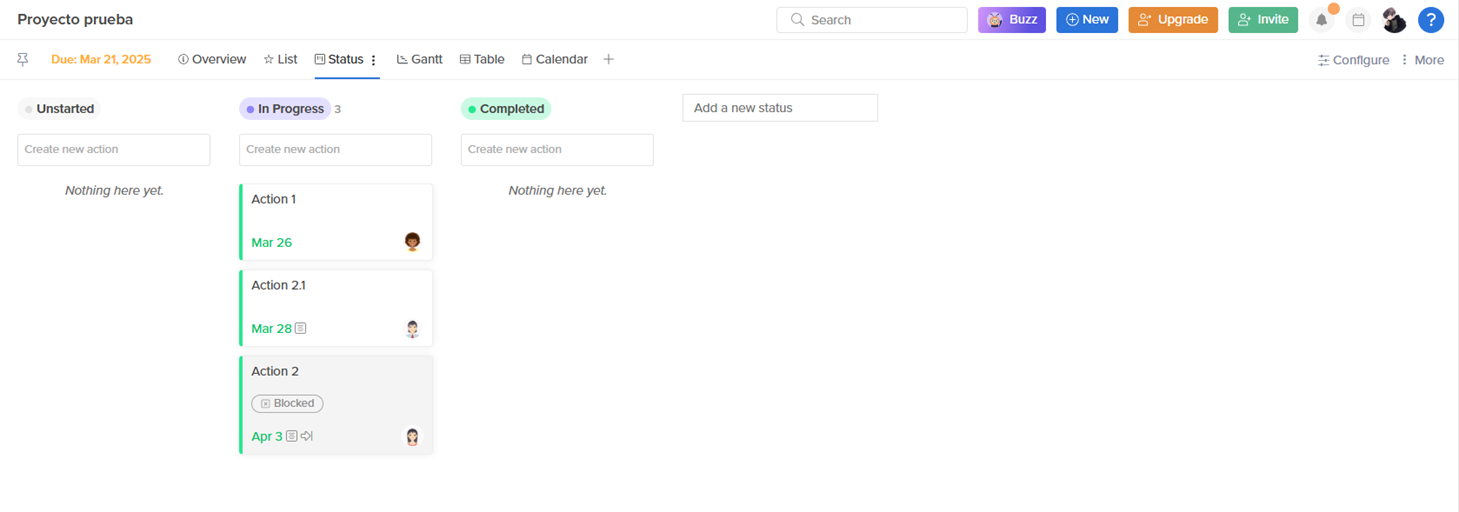 Proyecto prueba
Search
Buzz
New
Upgrade
Invite
?
Due: Mar 21, 2025
Overview
List
Status
Gantt
Table
Calendar
Configure
More
Unstarted
In Progress 3
Completed
Add a new status
Create new action
Create new action
Create new action
Nothing here yet.
Nothing here yet.
Action 1
Mar 26
Action 2.1
Mar 28
Action 2
Blocked
Apr 3